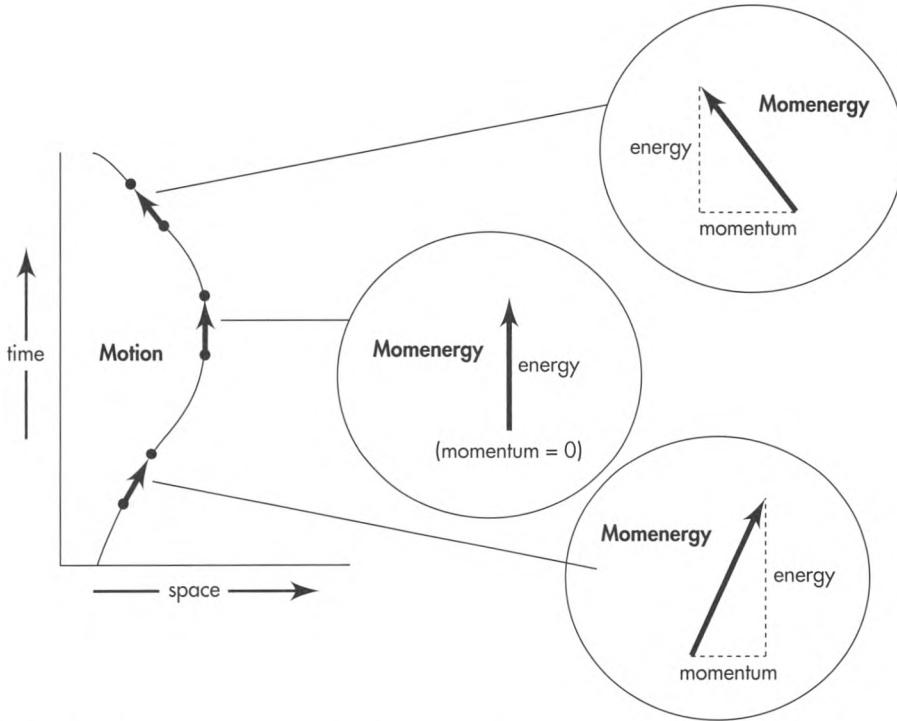 Momenergy
energy
momentum
time
Motion
Momenergy
energy
(momentum = 0)
Momenergy
energy
momentum
space